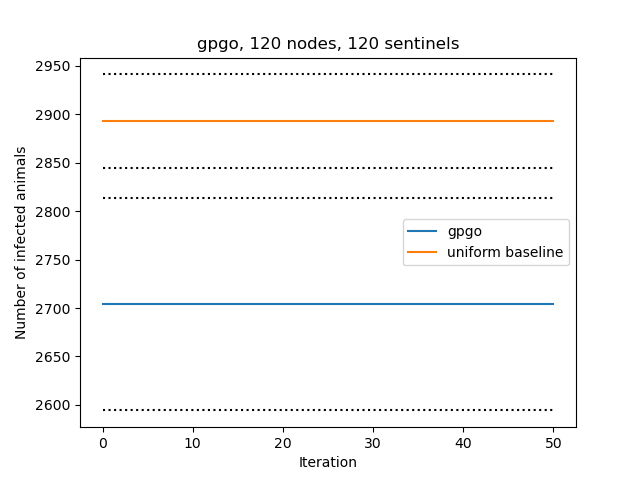 gpgo, 120 nodes, 120 sentinels
2950
2900
2850
2800
2750
2700
2650
2600
Number of infected animals
gpgo
uniform baseline
0 10 20 30 40 50
Iteration